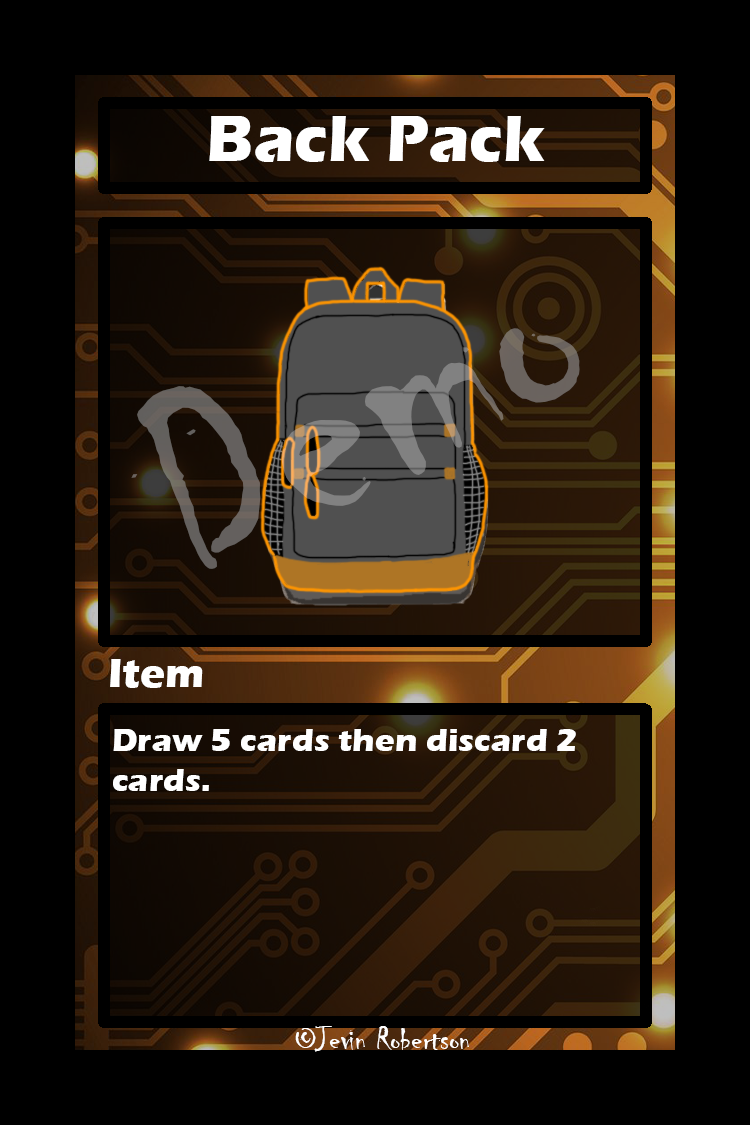 Back Pack
Demo
Item
Draw 5 cards then discard 2
cards.
©Jevin Robertson